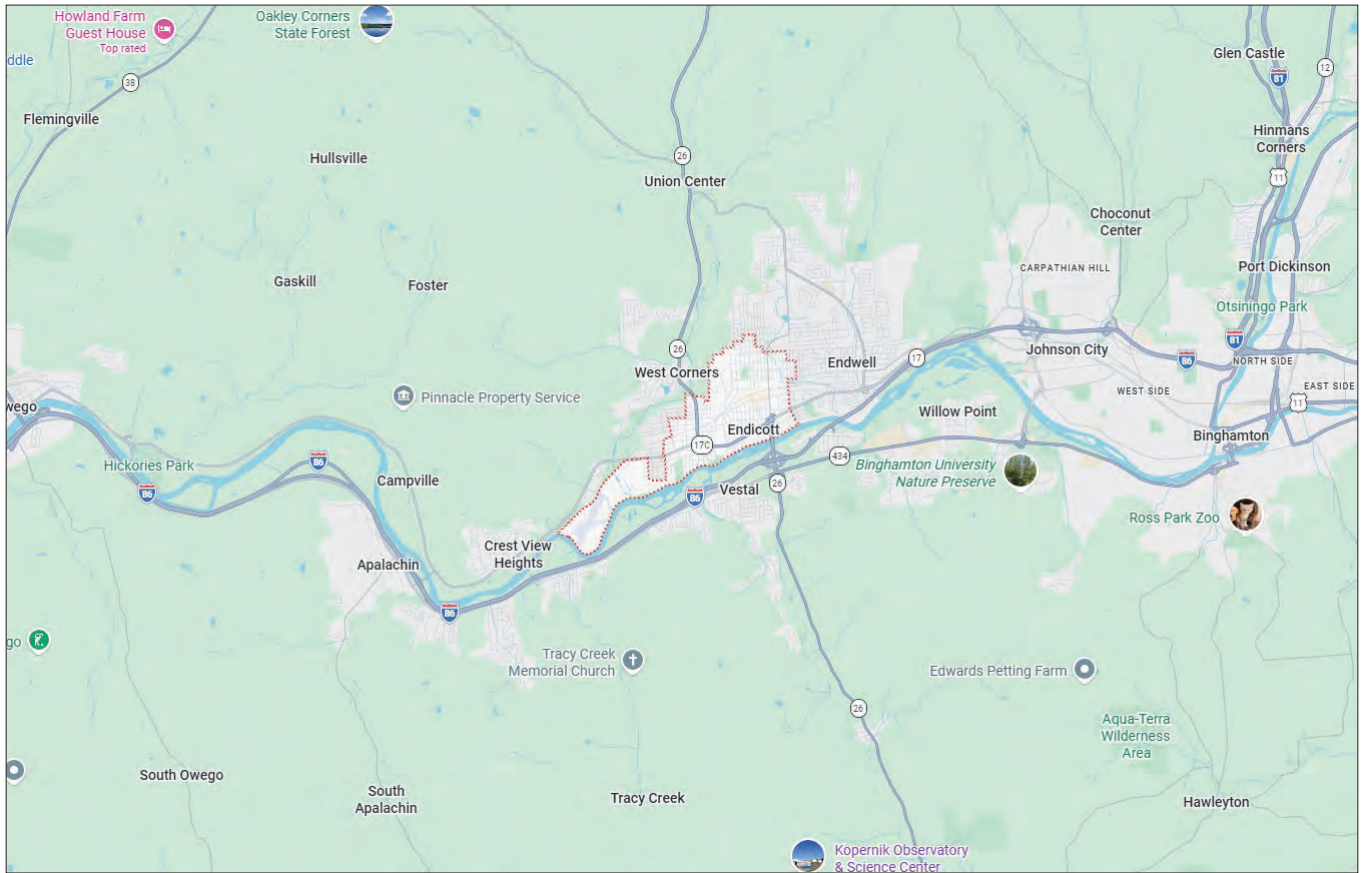 Howland Farm
Guest House
Top rated
Oakley Corners
State Forest
Glen Castle
12
81
ddle
38
Flemingville
Hinmans
Corners
Hullsville
26
11
Union Center
Choconut
Center
CARPATHIAN HILL
Port Dickinson
Gaskill
Foster
Otsiningo Park
26
81
17
Endwell
Johnson City
86
NORTH SIDE
West Corners
EAST SIDE
WEST SIDE
11
Pinnacle Property Service
wego
Willow Point
Endicott
Binghamton
17C
434
Hickories Park
86
Binghamton University
Nature Preserve
Campville
26
Vestal
86
86
Ross Park Zoo
Crest View
Heights
Apalachin
86
go
Tracy Creek
Memorial Church
Edwards Petting Farm
26
Aqua-Terra
Wilderness
Area
South Owego
South
Apalachin
Tracy Creek
Hawleyton
Kopernik Observatory
& Science Center